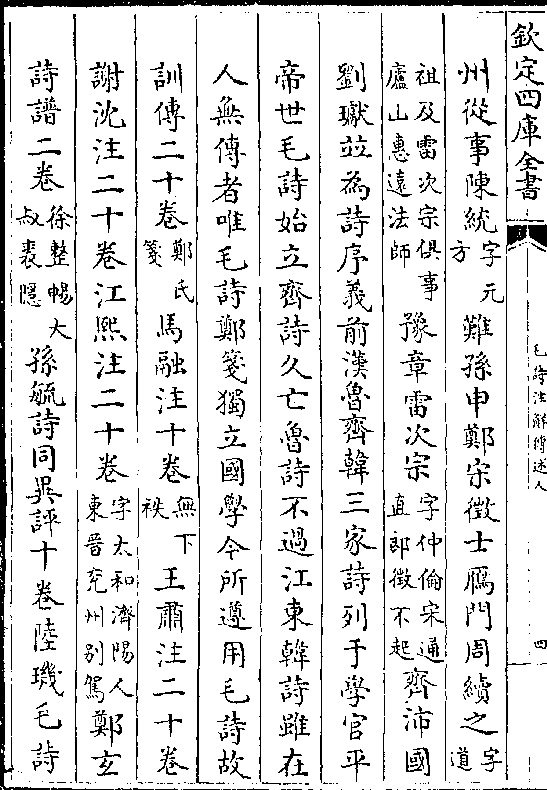 欽定四庫全書
毛詩注解傳述人
四
州從事陳統字元方難孫申鄭宋徵士鴈門周續之字道
祖及雷次宗俱事廬山惠遠法師豫章雷次宗字仲倫宋通直郎徵不起齊沛國
劉瓛竝為詩序義前漢魯齊韓三家詩列于學官平
帝世毛詩始立齊詩久亡魯詩不過江東韓詩雖在
人無傳者唯毛詩鄭箋獨立國學今所遵用毛詩故
訓傳二十卷鄭氏箋馬融注十卷無下袟王肅注二十卷
謝沈注二十卷江熙注二十卷字太和濟陽人東晉兖州別駕鄭玄
詩譜二卷徐整暢大叔裘隱孫毓詩同異評十卷陸璣毛詩